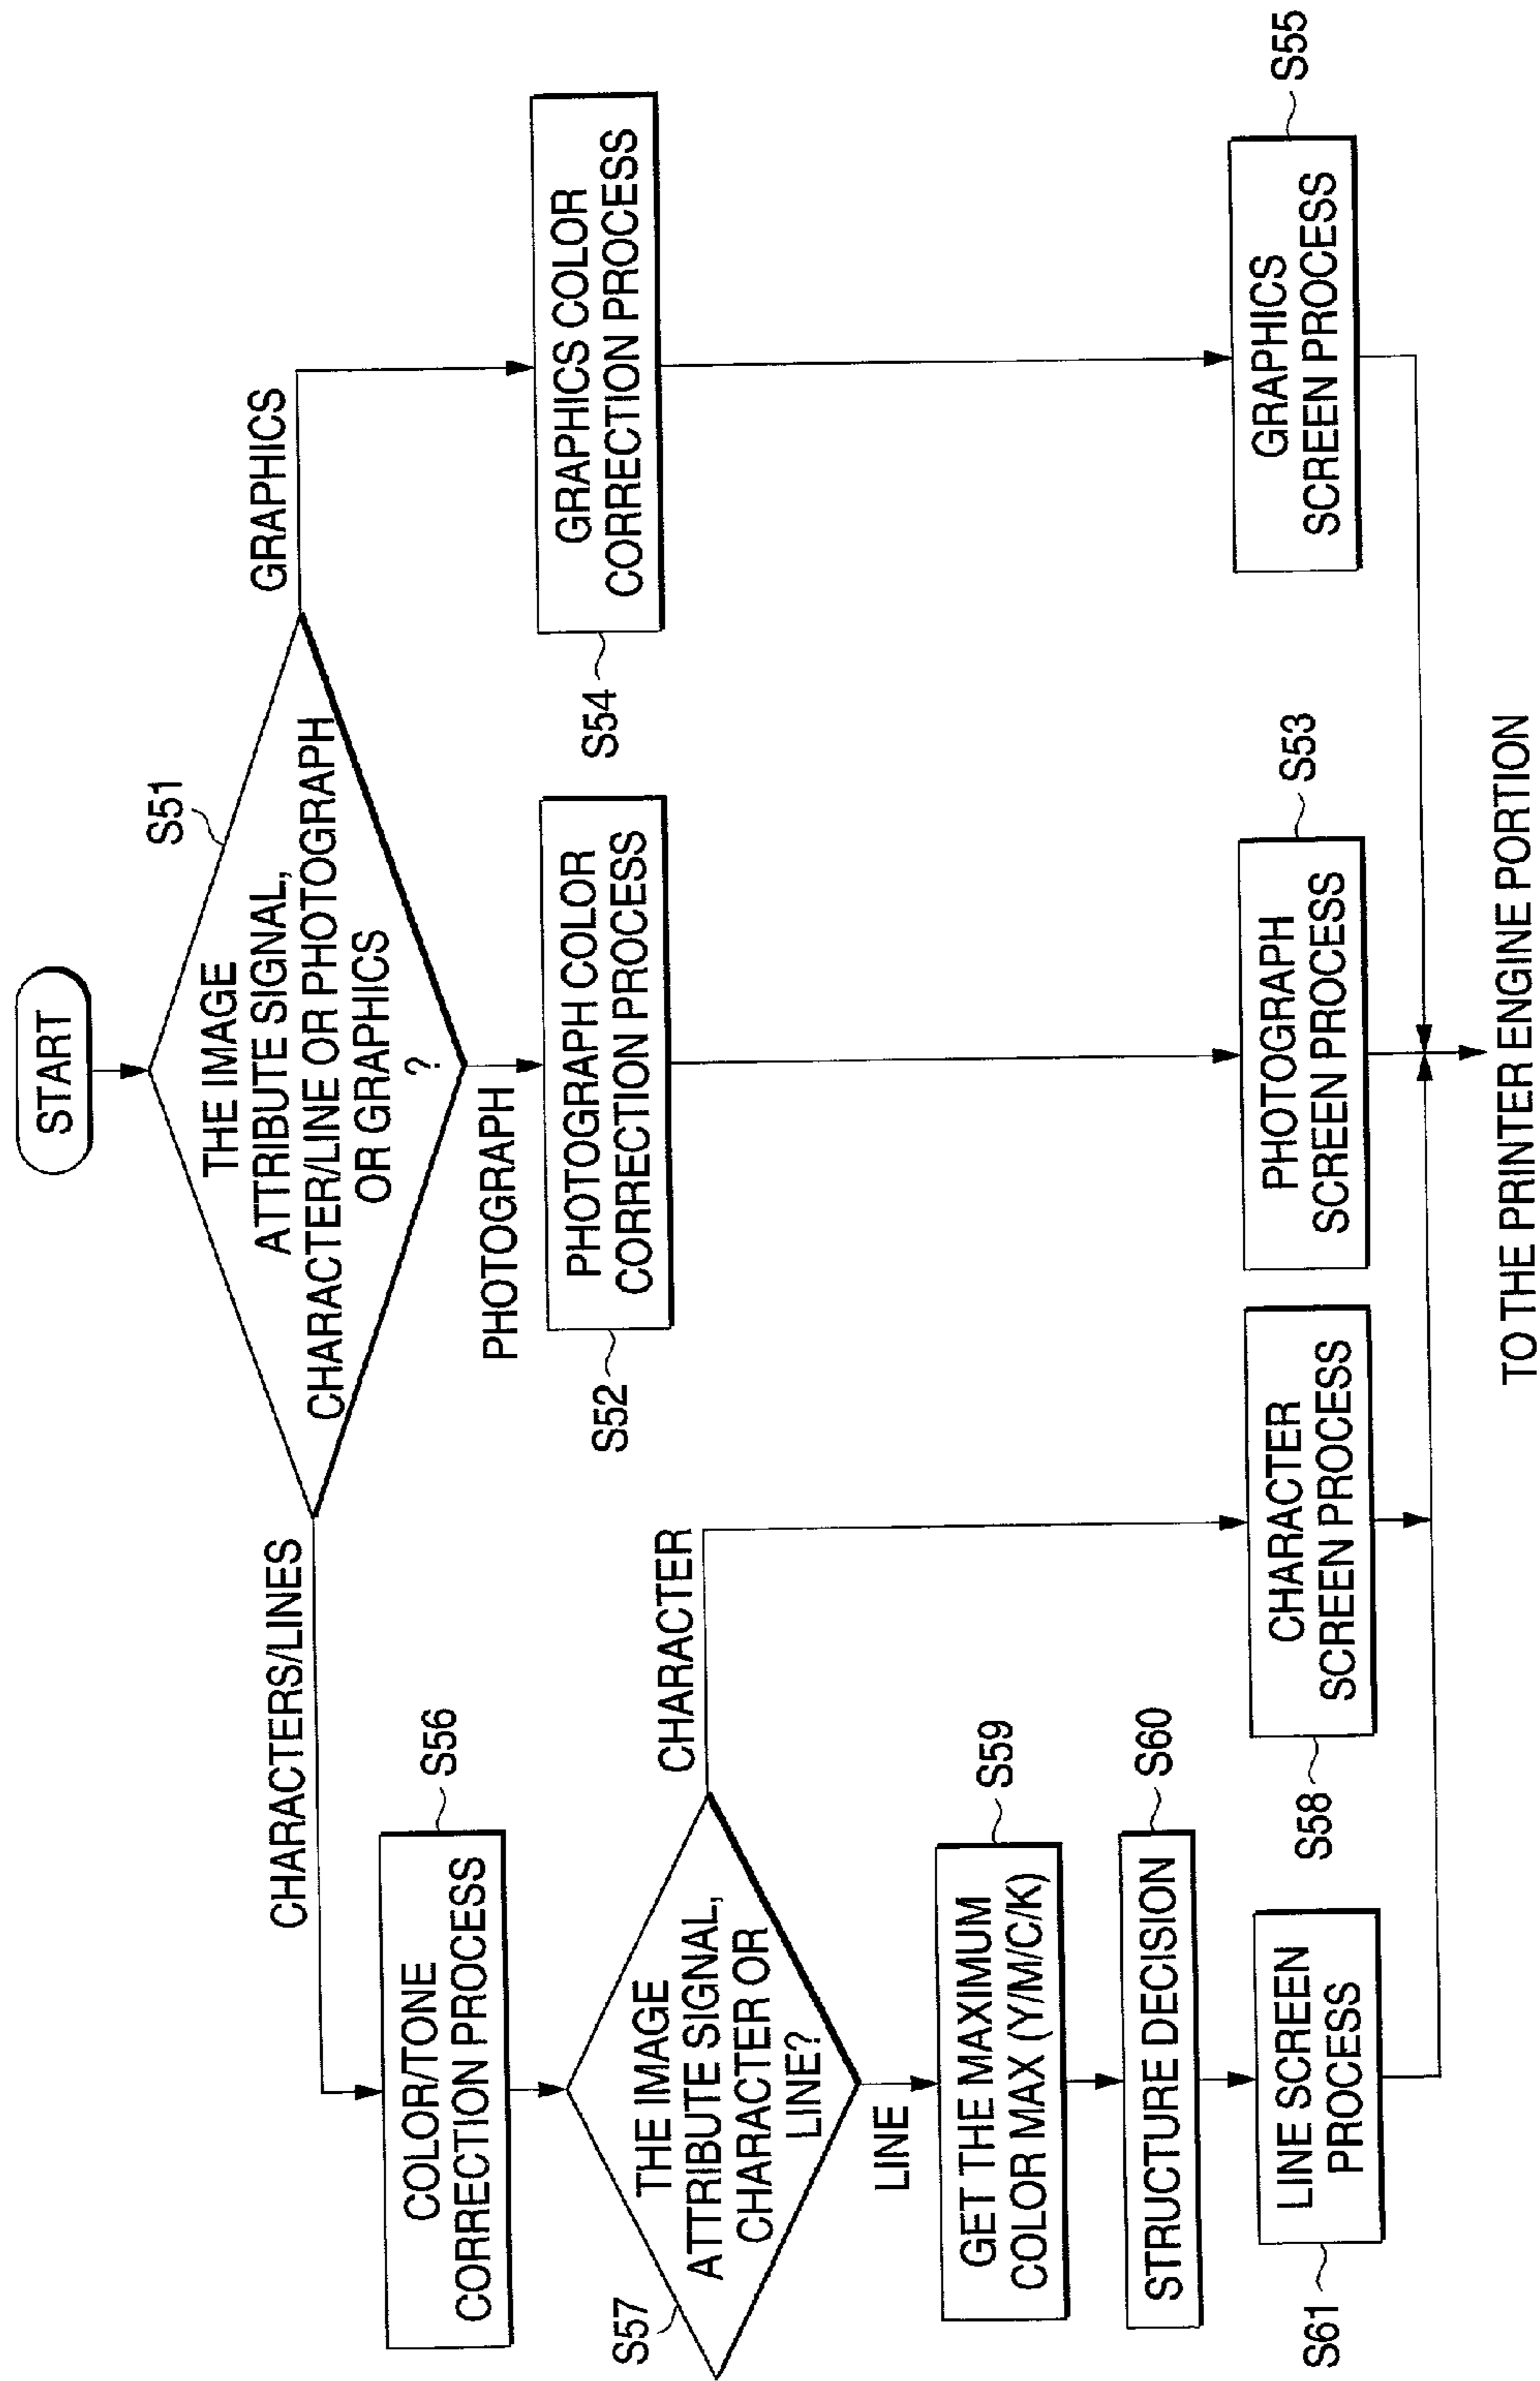 START
S51
THE IMAGE
ATTRIBUTE SIGNAL,
CHARACTER/LINE OR PHOTOGRAPH
OR GRAPHICS
?
CHARACTERS/LINES
PHOTOGRAPH
GRAPHICS
COLOR/TONE
CORRECTION PROCESS
S56
S52
PHOTOGRAPH COLOR
CORRECTION PROCESS
S54
GRAPHICS COLOR
CORRECTION PROCESS
S57
THE IMAGE
ATTRIBUTE SIGNAL,
CHARACTER OR
LINE?
CHARACTER
LINE
GET THE MAXIMUM
COLOR MAX (Y/M/C/K)
S59
STRUCTURE DECISION
S60
S61
LINE SCREEN
PROCESS
S58
CHARACTER
SCREEN PROCESS
PHOTOGRAPH
SCREEN PROCESS
S53
GRAPHICS
SCREEN PROCESS
S55
TO THE PRINTER ENGINE PORTION